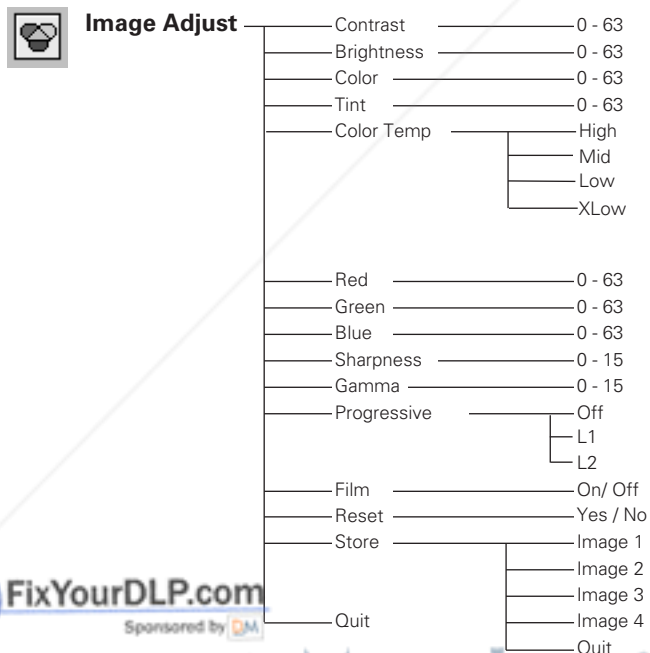 Image Adjust Contrast 0 - 63
Brightness 0 - 63
Color 0 - 63
Tint 0 - 63
Color Temp High
Mid
Low
XLow
Red 0 - 63
Green 0 - 63
Blue 0 - 63
Sharpness 0 - 15
Gamma 0 - 15
Progressive Off
L1
L2
Film On/ Off
Reset Yes / No
Store Image 1
Image 2
Image 3
FixYourDLP.com
Quit Image 4
Sponsored by DM
Quit